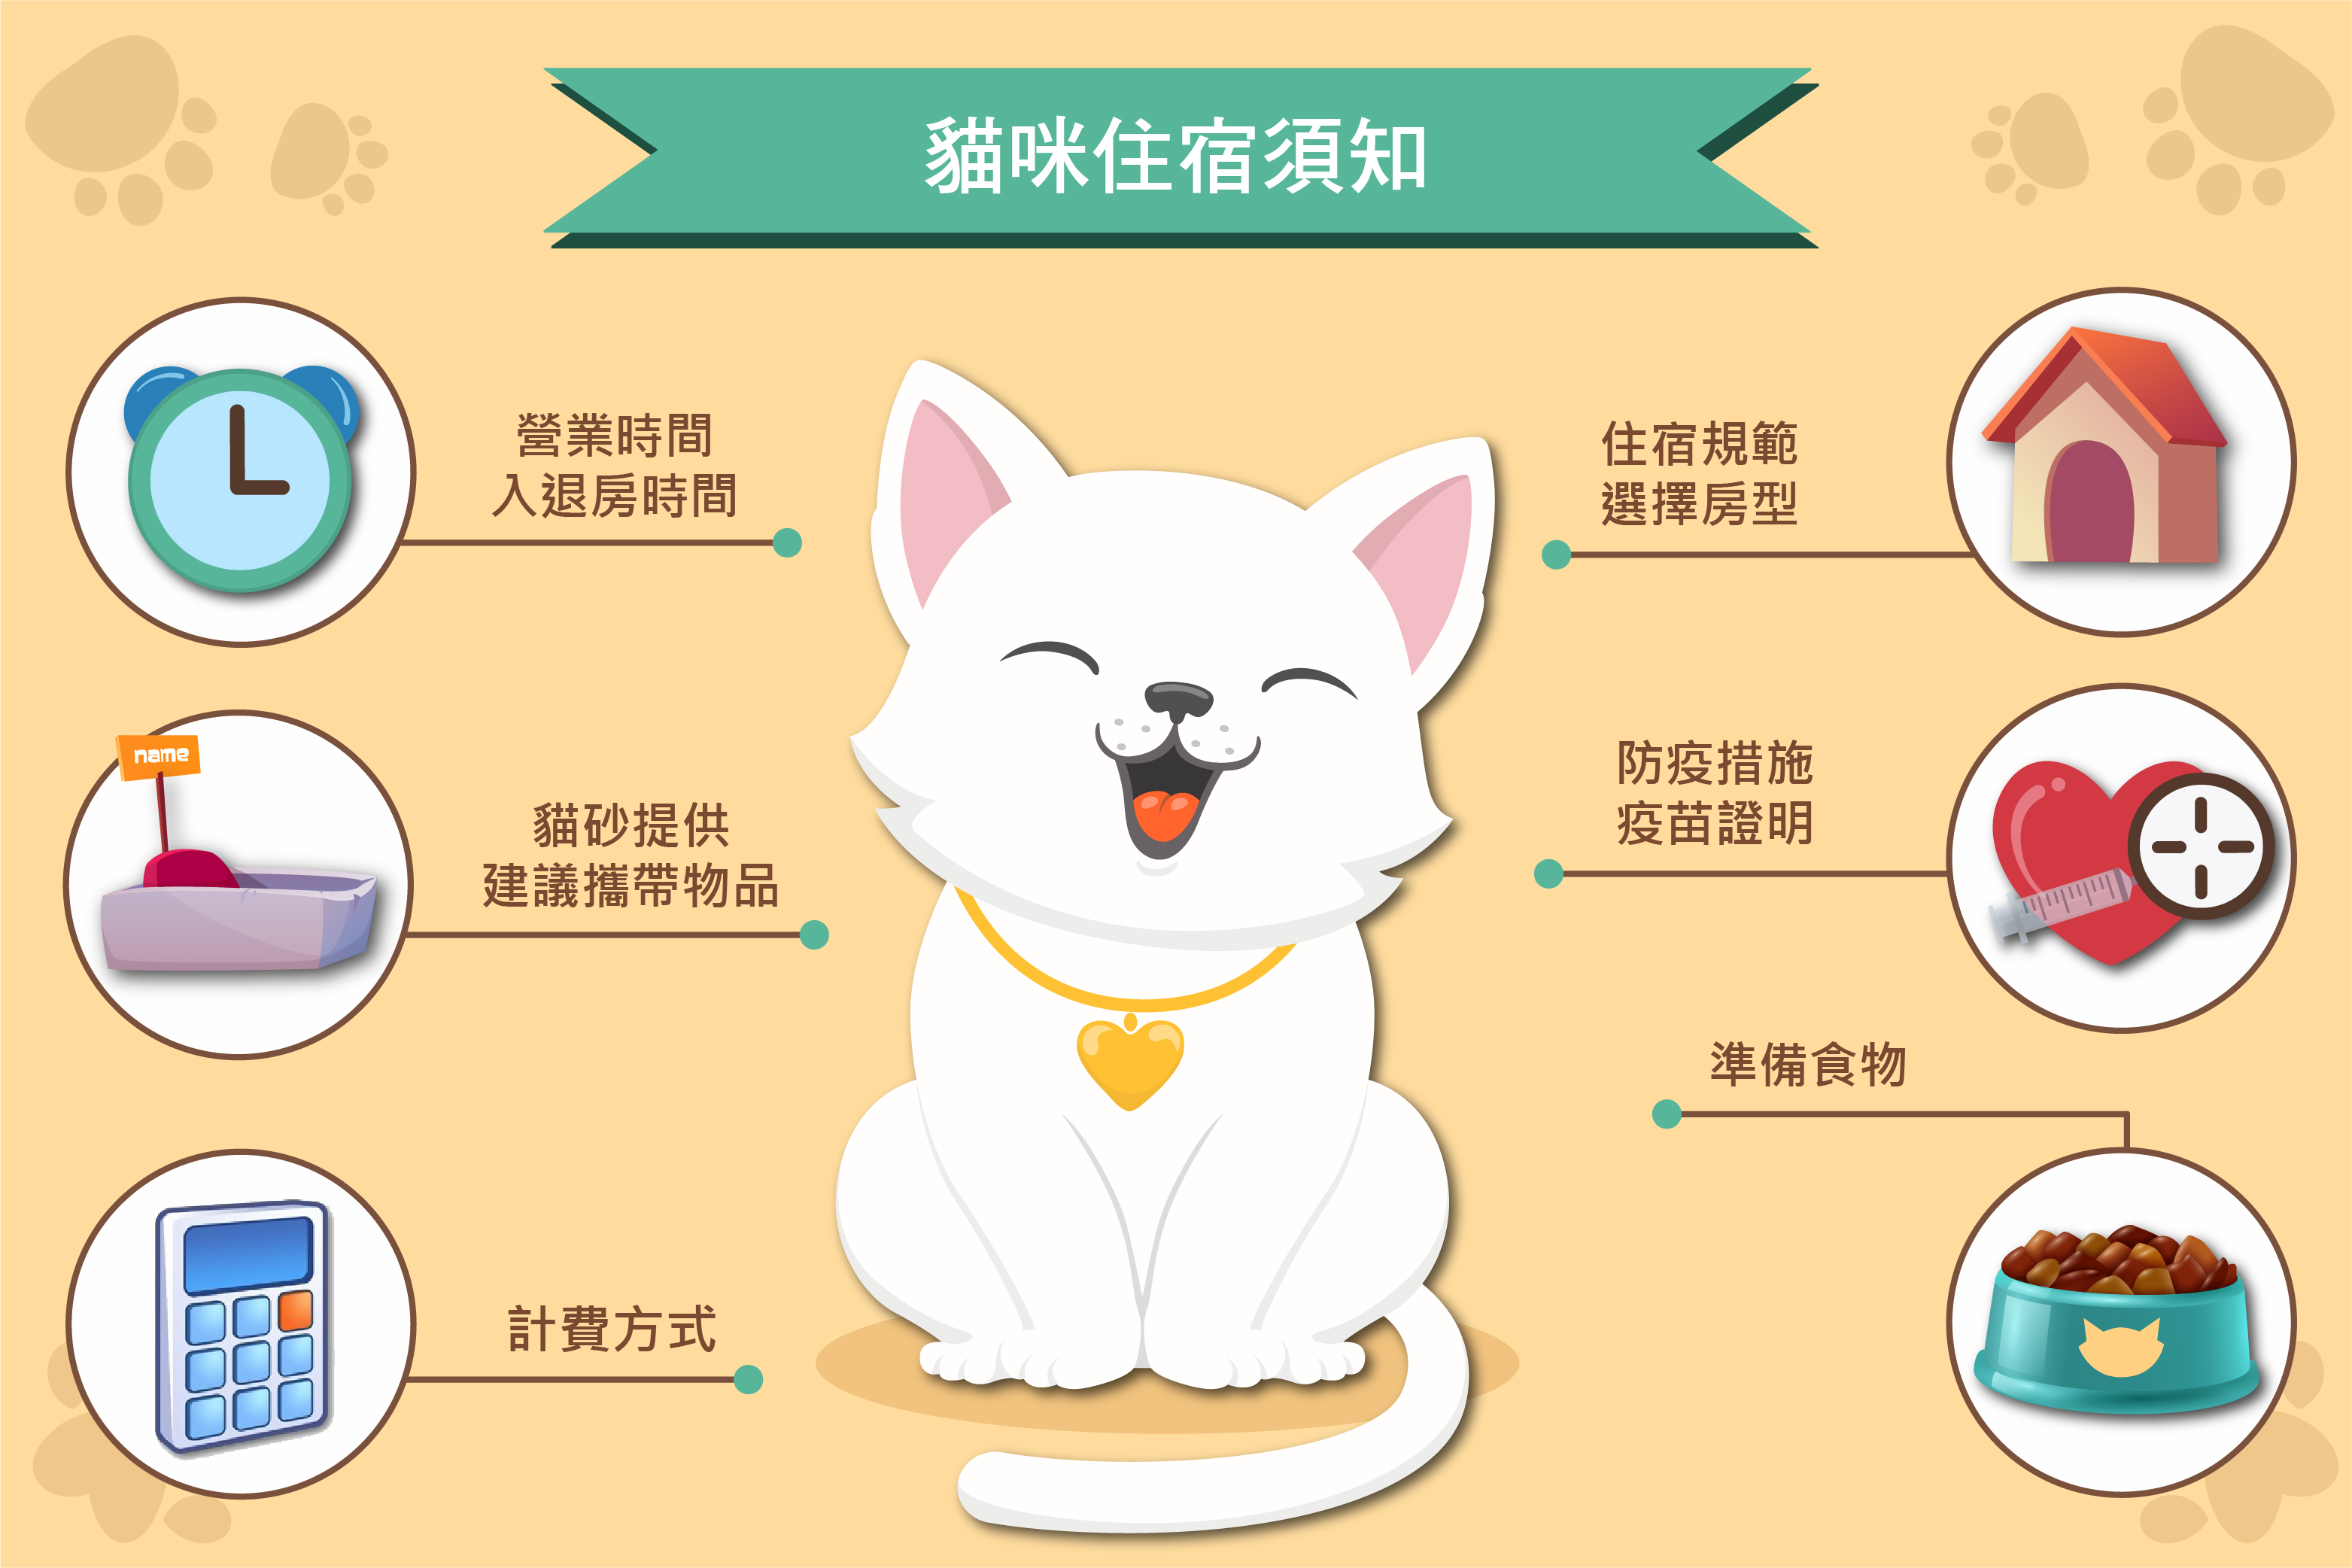 貓咪住宿須知
營業時間
入退房時間
住宿規範
選擇房型
name
貓砂提供
建議攜帶物品
防疫措施
疫苗證明
準備食物
計費方式